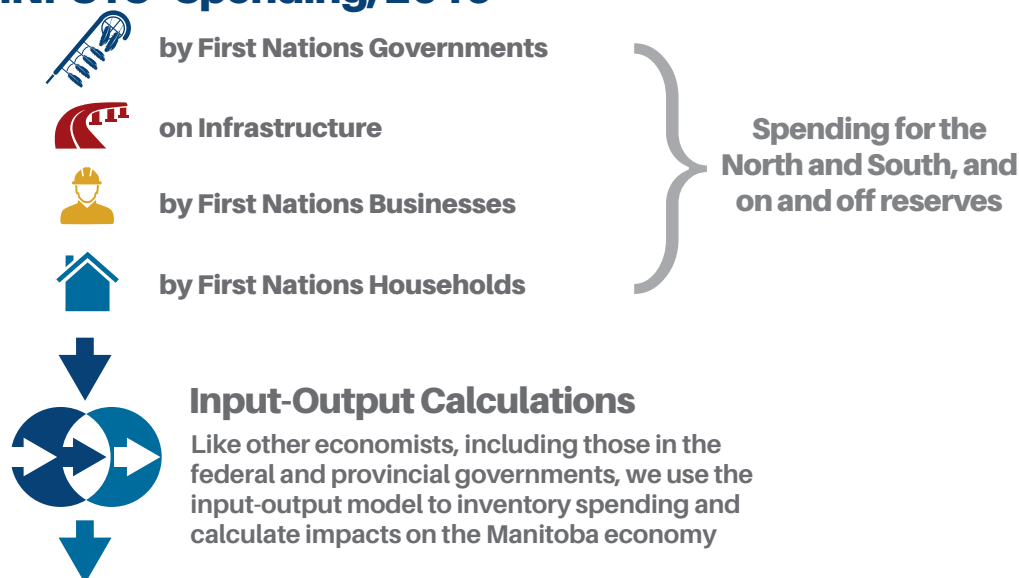 by First Nations Governments
on Infrastructure
by First Nations Businesses
by First Nations Households
Spending for the
North and South, and
on and off reserves
Input-Output Calculations
Like other economists, including those in the
federal and provincial governments, we use the
input-output model to inventory spending and
calculate impacts on the Manitoba economy